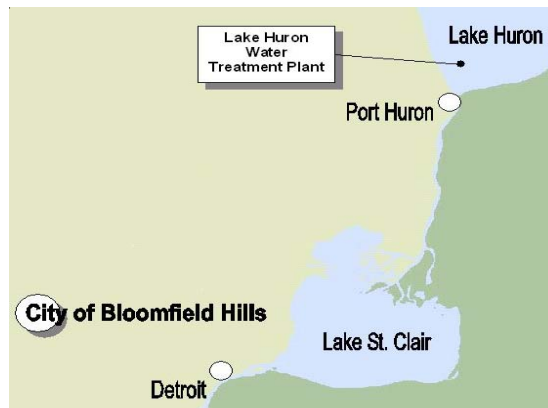 Lake Huron
Water
Treatment Plant
Lake Huron
Port Huron
City of Bloomfield Hills
Lake St. Clair
Detroit